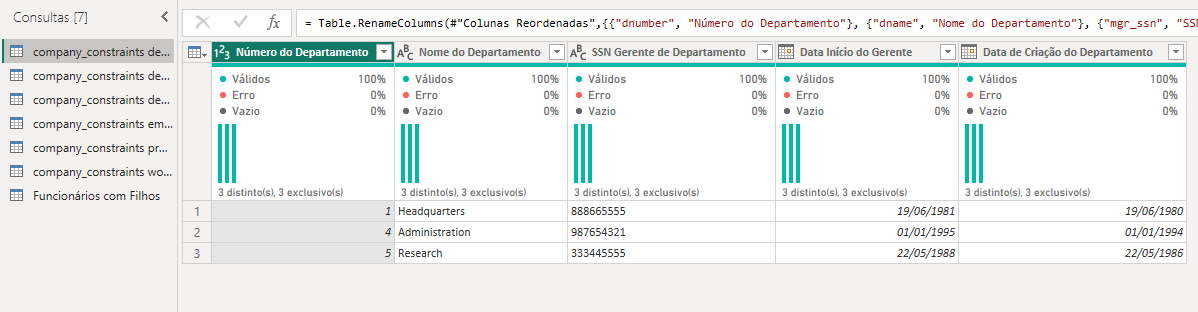 Consultas [7]
company_constraints de...
company_constraints de...
company_constraints de...
company_constraints em...
company_constraints pr...
company_constraints wo...
Funcionários com Filhos
fx
= Table.RenameColumns(#"Colunas Reordenadas",{{"dnumber", "Número do Departamento"}, {"dname", "Nome do Departamento"}, {"mgr_ssn", "SSN
1 2 3 Número do Departamento A B C Nome do Departamento A B C SSN Gerente de Departamento Data Início do Gerente Data de Criação do Departamento
Válidos 100% Válidos 100% Válidos 100% Válidos 100% Válidos 100%
Erro 0% Erro 0% Erro 0% Erro 0% Erro 0%
Vazio 0% Vazio 0% Vazio 0% Vazio 0% Vazio 0%
3 distinto(s), 3 exclusivo(s) 3 distinto(s), 3 exclusivo(s) 3 distinto(s), 3 exclusivo(s) 3 distinto(s), 3 exclusivo(s) 3 distinto(s), 3 exclusivo(s)
1 1 Headquarters 888665555 19/06/1981 19/06/1980
2 4 Administration 987654321 01/01/1995 01/01/1994
3 5 Research 333445555 22/05/1988 22/05/1986